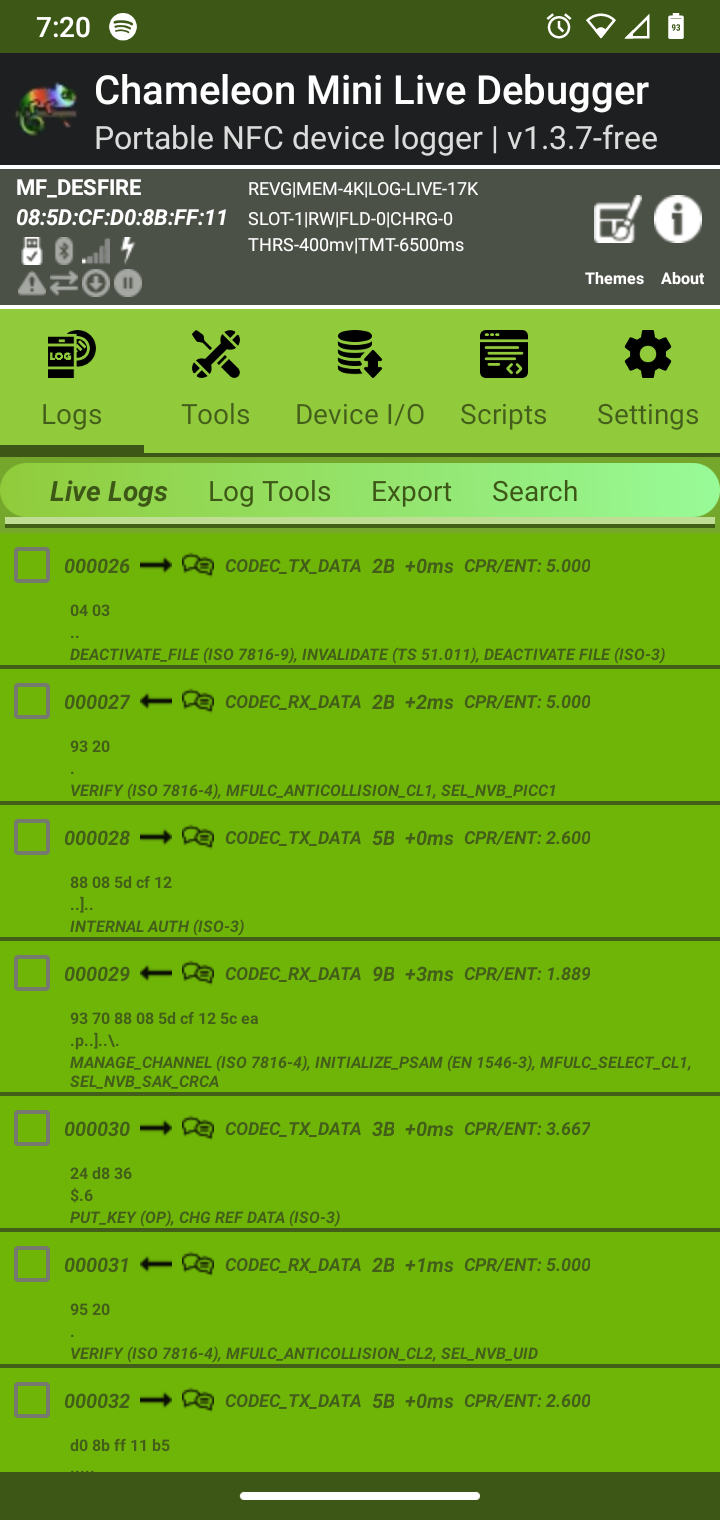 7:20
93
Chameleon Mini Live Debugger
Portable NFC device logger | v1.3.7-free
MF_DESFIRE
08:5D:CF:D0:8B:FF:11
REVG|MEM-4K|LOG-LIVE-17K
SLOT-1|RW|FLD-0|CHRG-0
THRS-400mv|TMT-6500ms
Themes About
LOG
Logs Tools Device I/O Scripts Settings
Live Logs Log Tools Export Search
000026 CODEC_TX_DATA 2B +0ms CPR/ENT: 5.000
04 03
..
DEACTIVATE_FILE (ISO 7816-9), INVALIDATE (TS 51.011), DEACTIVATE FILE (ISO-3)
000027 CODEC_RX_DATA 2B +2ms CPR/ENT: 5.000
93 20
.
VERIFY (ISO 7816-4), MFULC_ANTICOLLISION_CL1, SEL_NVB_PICC1
000028 CODEC_TX_DATA 5B +0ms CPR/ENT: 2.600
88 08 5d cf 12
..]..
INTERNAL AUTH (ISO-3)
000029 CODEC_RX_DATA 9B +3ms CPR/ENT: 1.889
93 70 88 08 5d cf 12 5c ea
.p..]..\.
MANAGE_CHANNEL (ISO 7816-4), INITIALIZE_PSAM (EN 1546-3), MFULC_SELECT_CL1,
SEL_NVB_SAK_CRCA
000030 CODEC_TX_DATA 3B +0ms CPR/ENT: 3.667
24 d8 36
$.6
PUT_KEY (OP), CHG REF DATA (ISO-3)
000031 CODEC_RX_DATA 2B +1ms CPR/ENT: 5.000
95 20
.
VERIFY (ISO 7816-4), MFULC_ANTICOLLISION_CL2, SEL_NVB_UID
000032 CODEC_TX_DATA 5B +0ms CPR/ENT: 2.600
d0 8b ff 11 b5
.....